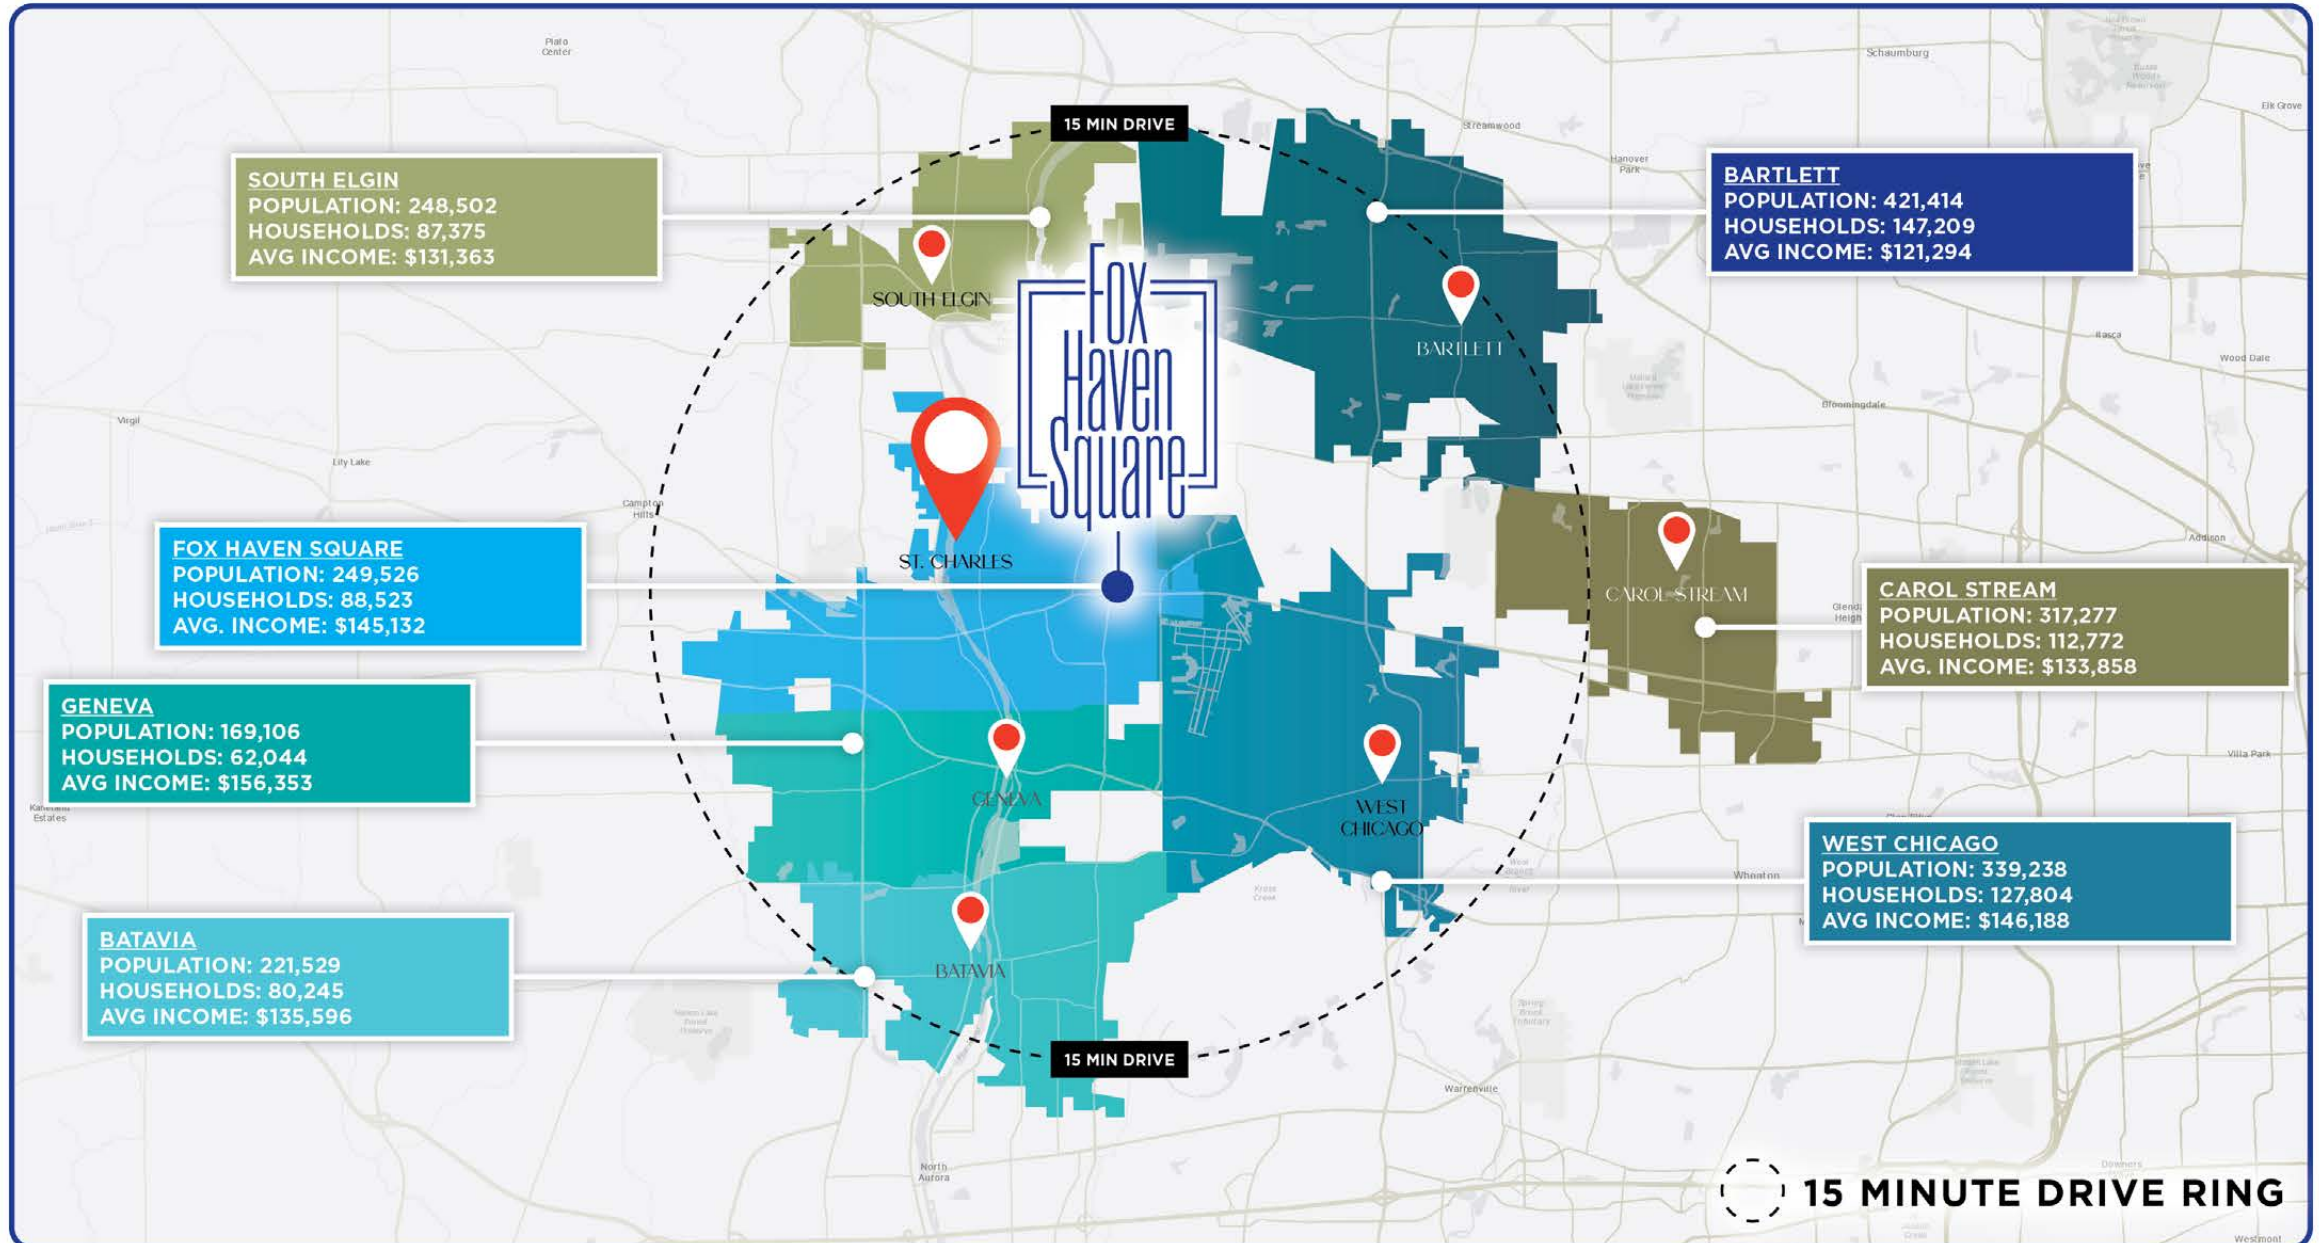 Plato
Center
Schaumburg
Elk Grove
15 MIN DRIVE
Streamwood
Hanover
Park
SOUTH ELGIN
POPULATION: 248,502
HOUSEHOLDS: 87,375
AVG INCOME: $131,363
BARTLETT
POPULATION: 421,414
HOUSEHOLDS: 147,209
AVG INCOME: $121,294
SOUTH ELGIN
Fox
Haven
Square
BARTLETT
Itasca
Wood Dale
Bloomingdale
Virgil
Lily Lake
Campton
Hills
Addison
ST. CHARLES
FOX HAVEN SQUARE
POPULATION: 249,526
HOUSEHOLDS: 88,523
AVG. INCOME: $145,132
CAROL STREAM
CAROL STREAM
POPULATION: 317,277
HOUSEHOLDS: 112,772
AVG. INCOME: $133,858
GENEVA
POPULATION: 169,106
HOUSEHOLDS: 62,044
AVG INCOME: $156,353
Villa Park
Estates
GENEVA
WEST
CHICAGO
WEST CHICAGO
POPULATION: 339,238
HOUSEHOLDS: 127,804
AVG INCOME: $146,188
Wheaton
Kress
Creek
BATAVIA
POPULATION: 221,529
HOUSEHOLDS: 80,245
AVG INCOME: $135,596
BATAVIA
15 MIN DRIVE
Warrenville
North
Aurora
Downers
15 MINUTE DRIVE RING
Westmont